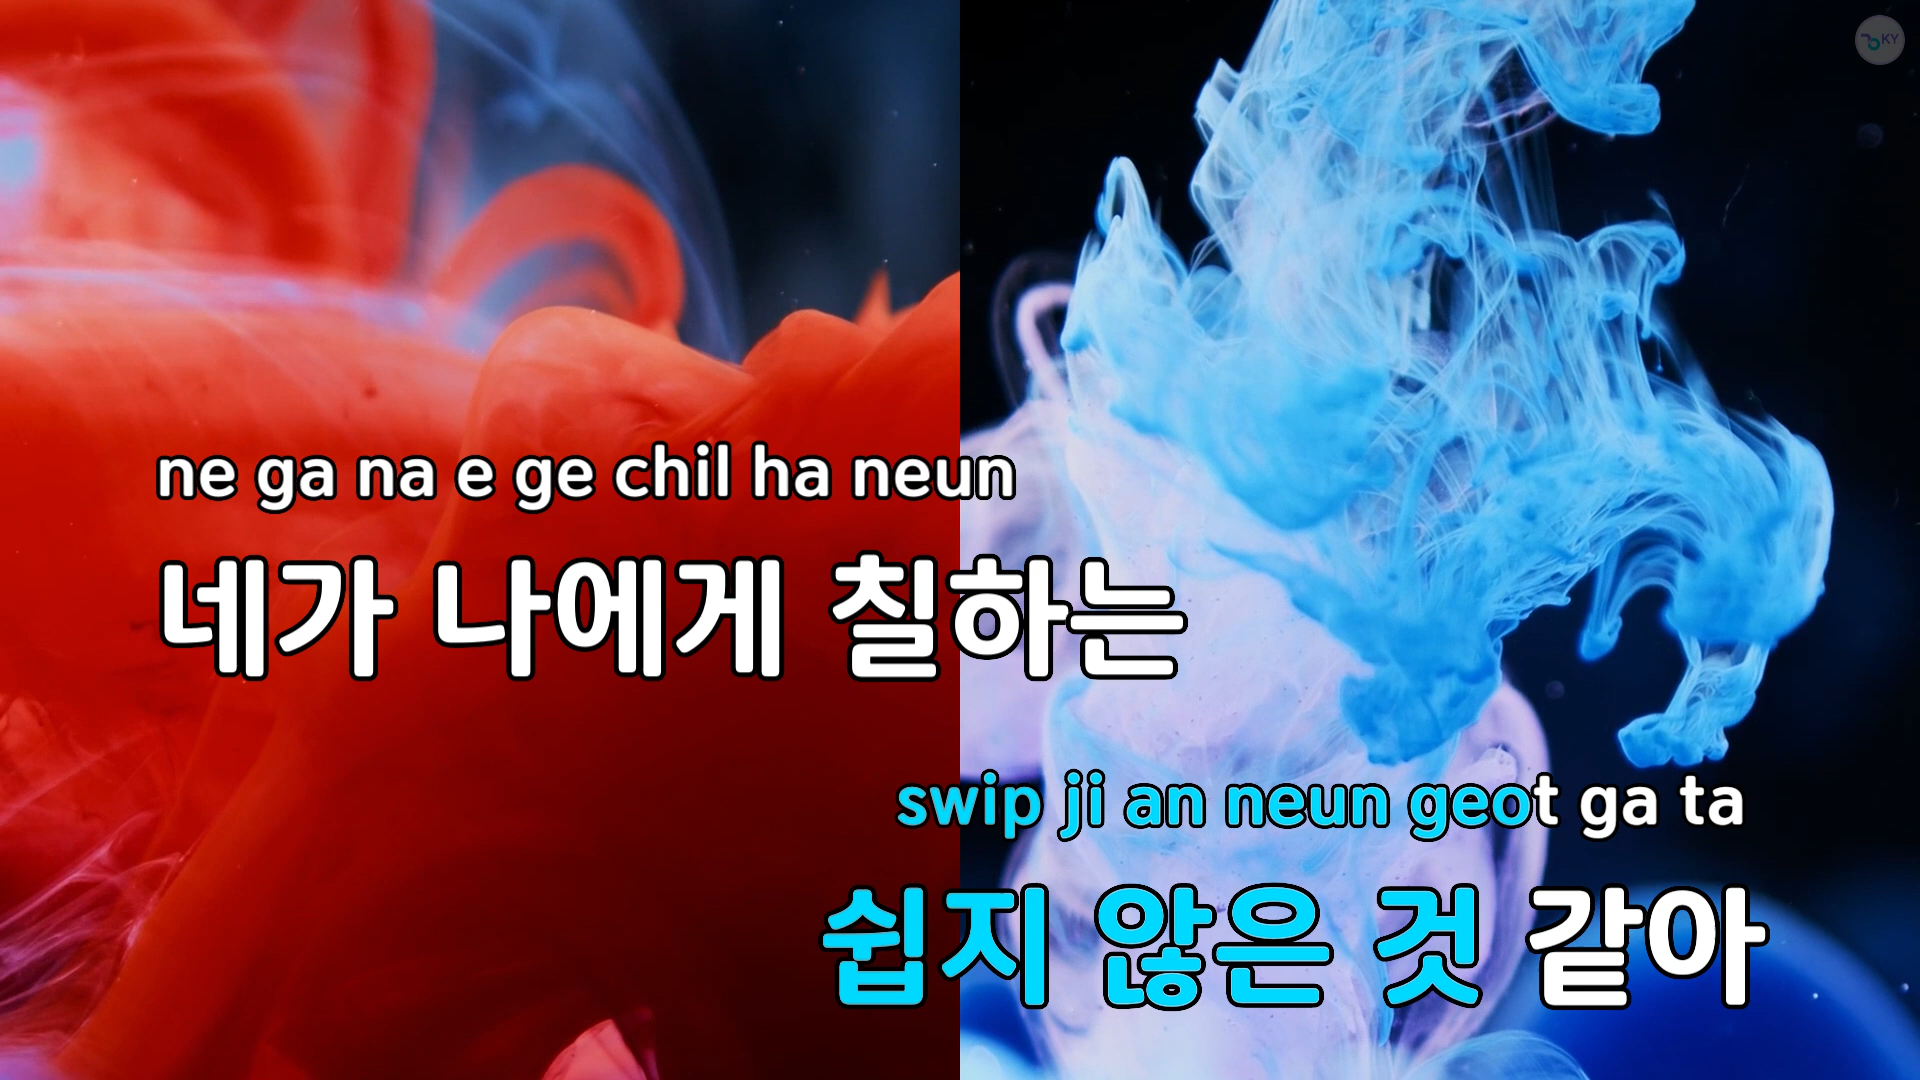 KY
ne ga na e ge chil ha neun
네가 나에게 칠하는
swip ji an neun geot ga ta
쉽지 않은 것 같아